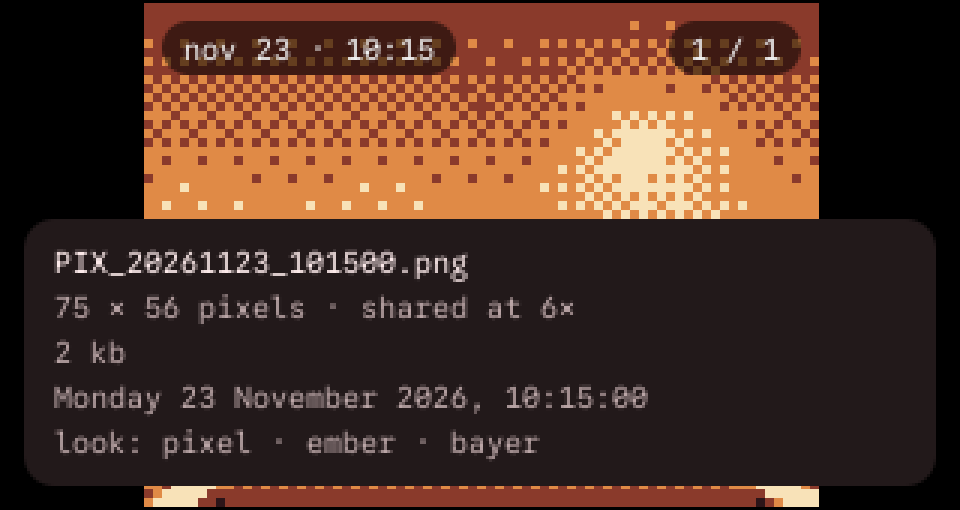 nov 23 · 10:15
1 / 1
PIX_20261123_101500.png
75 × 56 pixels · shared at 6×
2 kb
Monday 23 November 2026, 10:15:00
look: pixel · ember · bayer